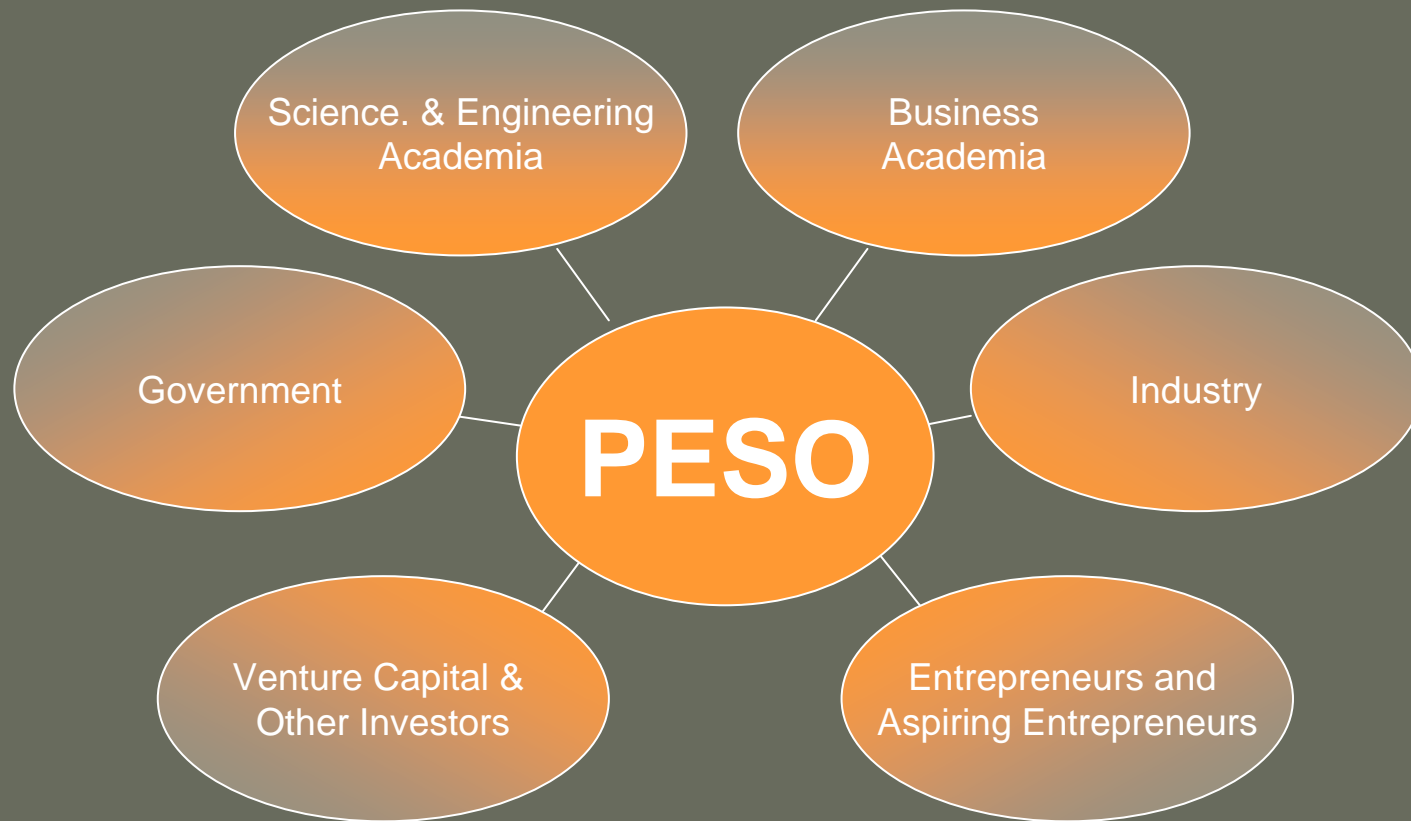 Science. & Engineering
Academia
Business
Academia
Government
Industry
PESO
Venture Capital &
Other Investors
Entrepreneurs and
Aspiring Entrepreneurs